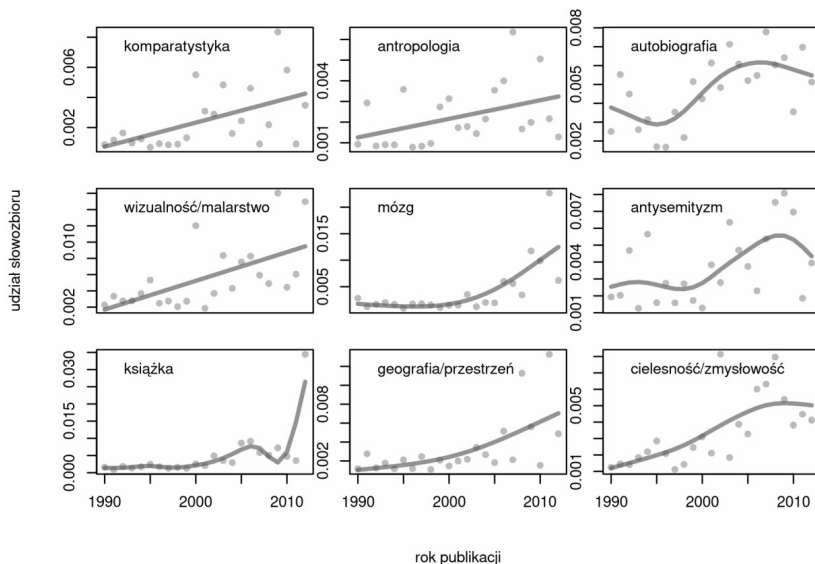 komparatystyka
0.006
0.002
antropologia
0.004
0.001
autobiografia
0.008
0.005
0.002
udział słowozbioru
wizualność/malarstwo
0.010
0.002
mózg
0.015
0.005
antysemityzm
0.007
0.004
0.001
książka
0.030
0.015
0.000
geografia/przestrzeń
0.008
0.002
cielesność/zmysłowość
0.005
0.001
1990 2000 2010 1990 2000 2010 1990 2000 2010
rok publikacji